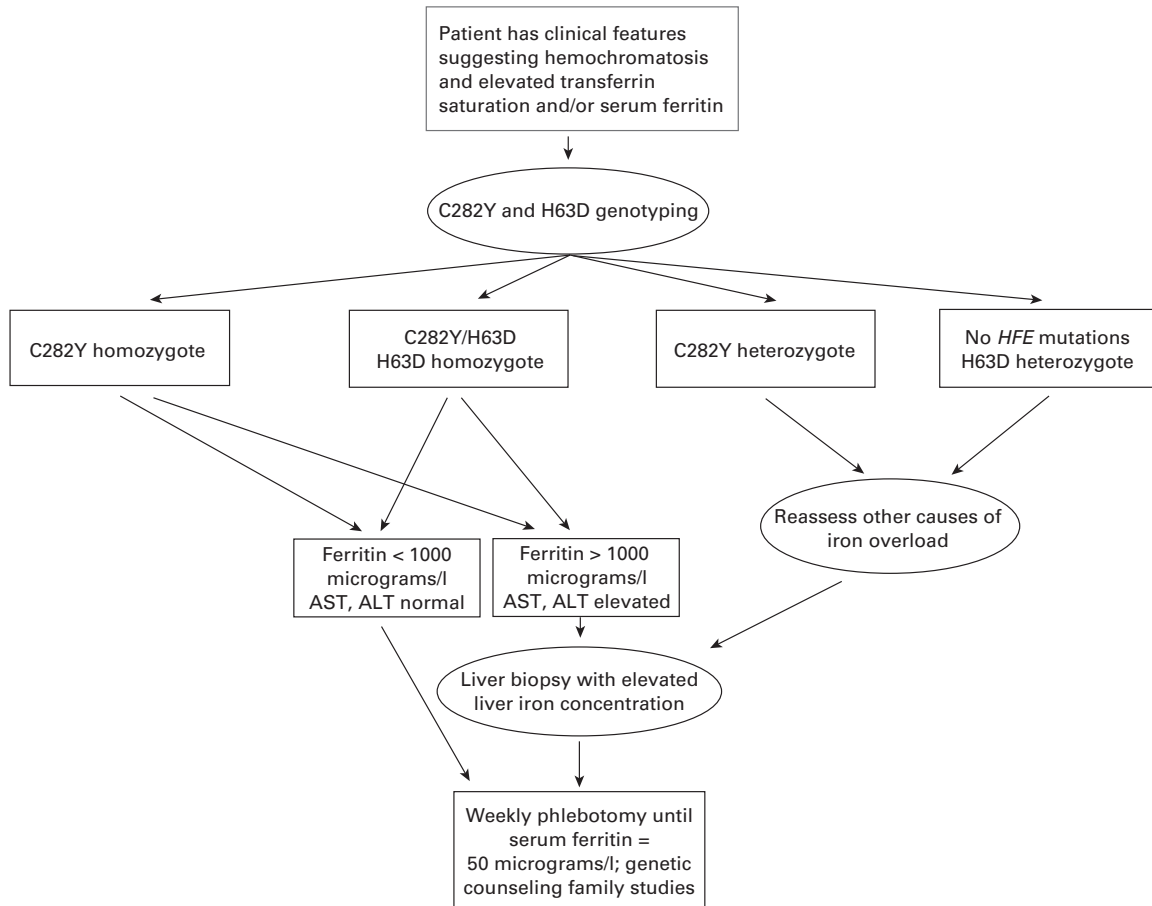 Patient has clinical features
suggesting hemochromatosis
and elevated transferrin
saturation and/or serum ferritin
C282Y and H63D genotyping
C282Y homozygote
C282Y/H63D
H63D homozygote
C282Y heterozygote
No HFE mutations
H63D heterozygote
Reassess other causes of
iron overload
Ferritin < 1000
micrograms/l
AST, ALT normal
Ferritin > 1000
micrograms/l
AST, ALT elevated
Liver biopsy with elevated
liver iron concentration
Weekly phlebotomy until
serum ferritin =
50 micrograms/l; genetic
counseling family studies